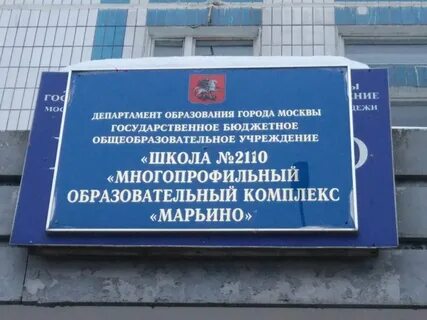 ДЕПАРТАМЕНТ ОБРАЗОВАНИЯ ГОРОДА МОСКВЫ
ГОСУДАРСТВЕННОЕ БЮДЖЕТНОЕ
ОБЩЕОБРАЗОВАТЕЛЬНОЕ УЧРЕЖДЕНИЕ
«ШКОЛА №2110
«МНОГОПРОФИЛЬНЫЙ
ОБРАЗОВАТЕЛЬНЫЙ КОМПЛЕКС
«МАРЬИНО»